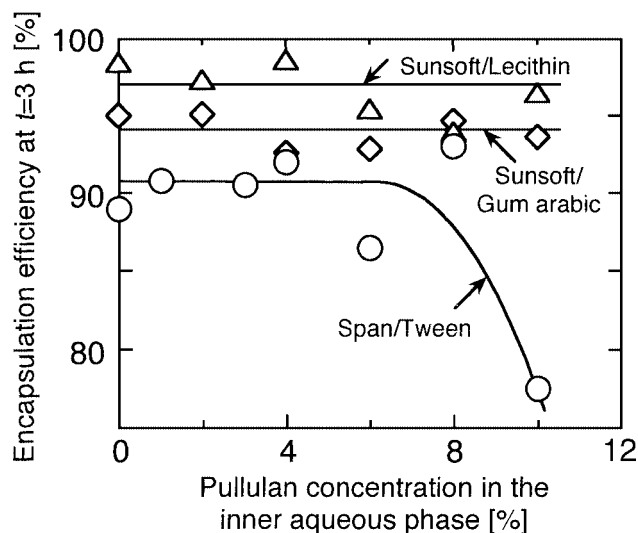 Encapsulation efficiency at t=3 h [%]
100
90
80
Sunsoft/Lecithin
Sunsoft/
Gum arabic
Span/Tween
0
4
8
12
Pullulan concentration in the
inner aqueous phase [%]